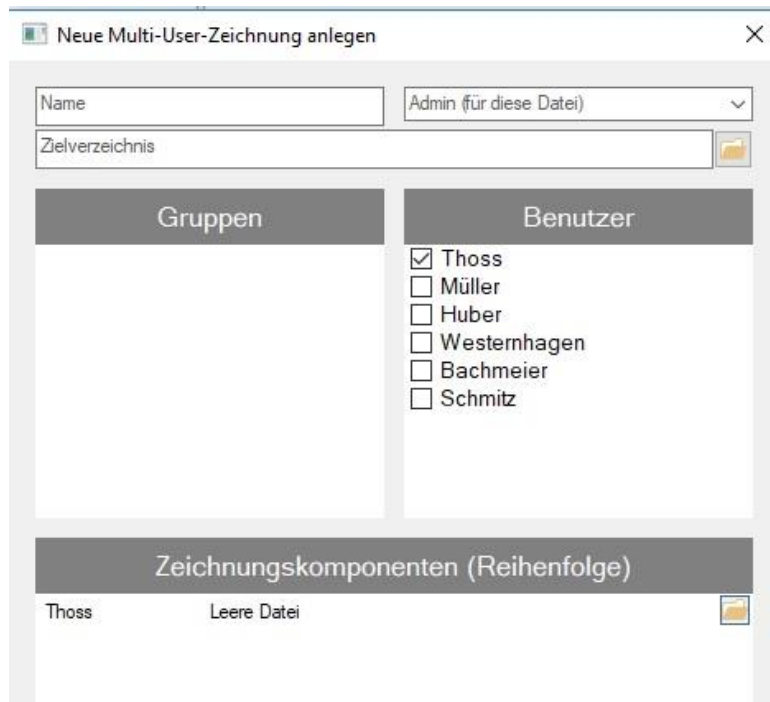 Neue Multi-User-Zeichnung anlegen
Name
Admin (für diese Datei)
Zielverzeichnis
Gruppen
Benutzer
Thoss
Müller
Huber
Westernhagen
Bachmeier
Schmitz
Zeichnungskomponenten (Reihenfolge)
Thoss Leere Datei